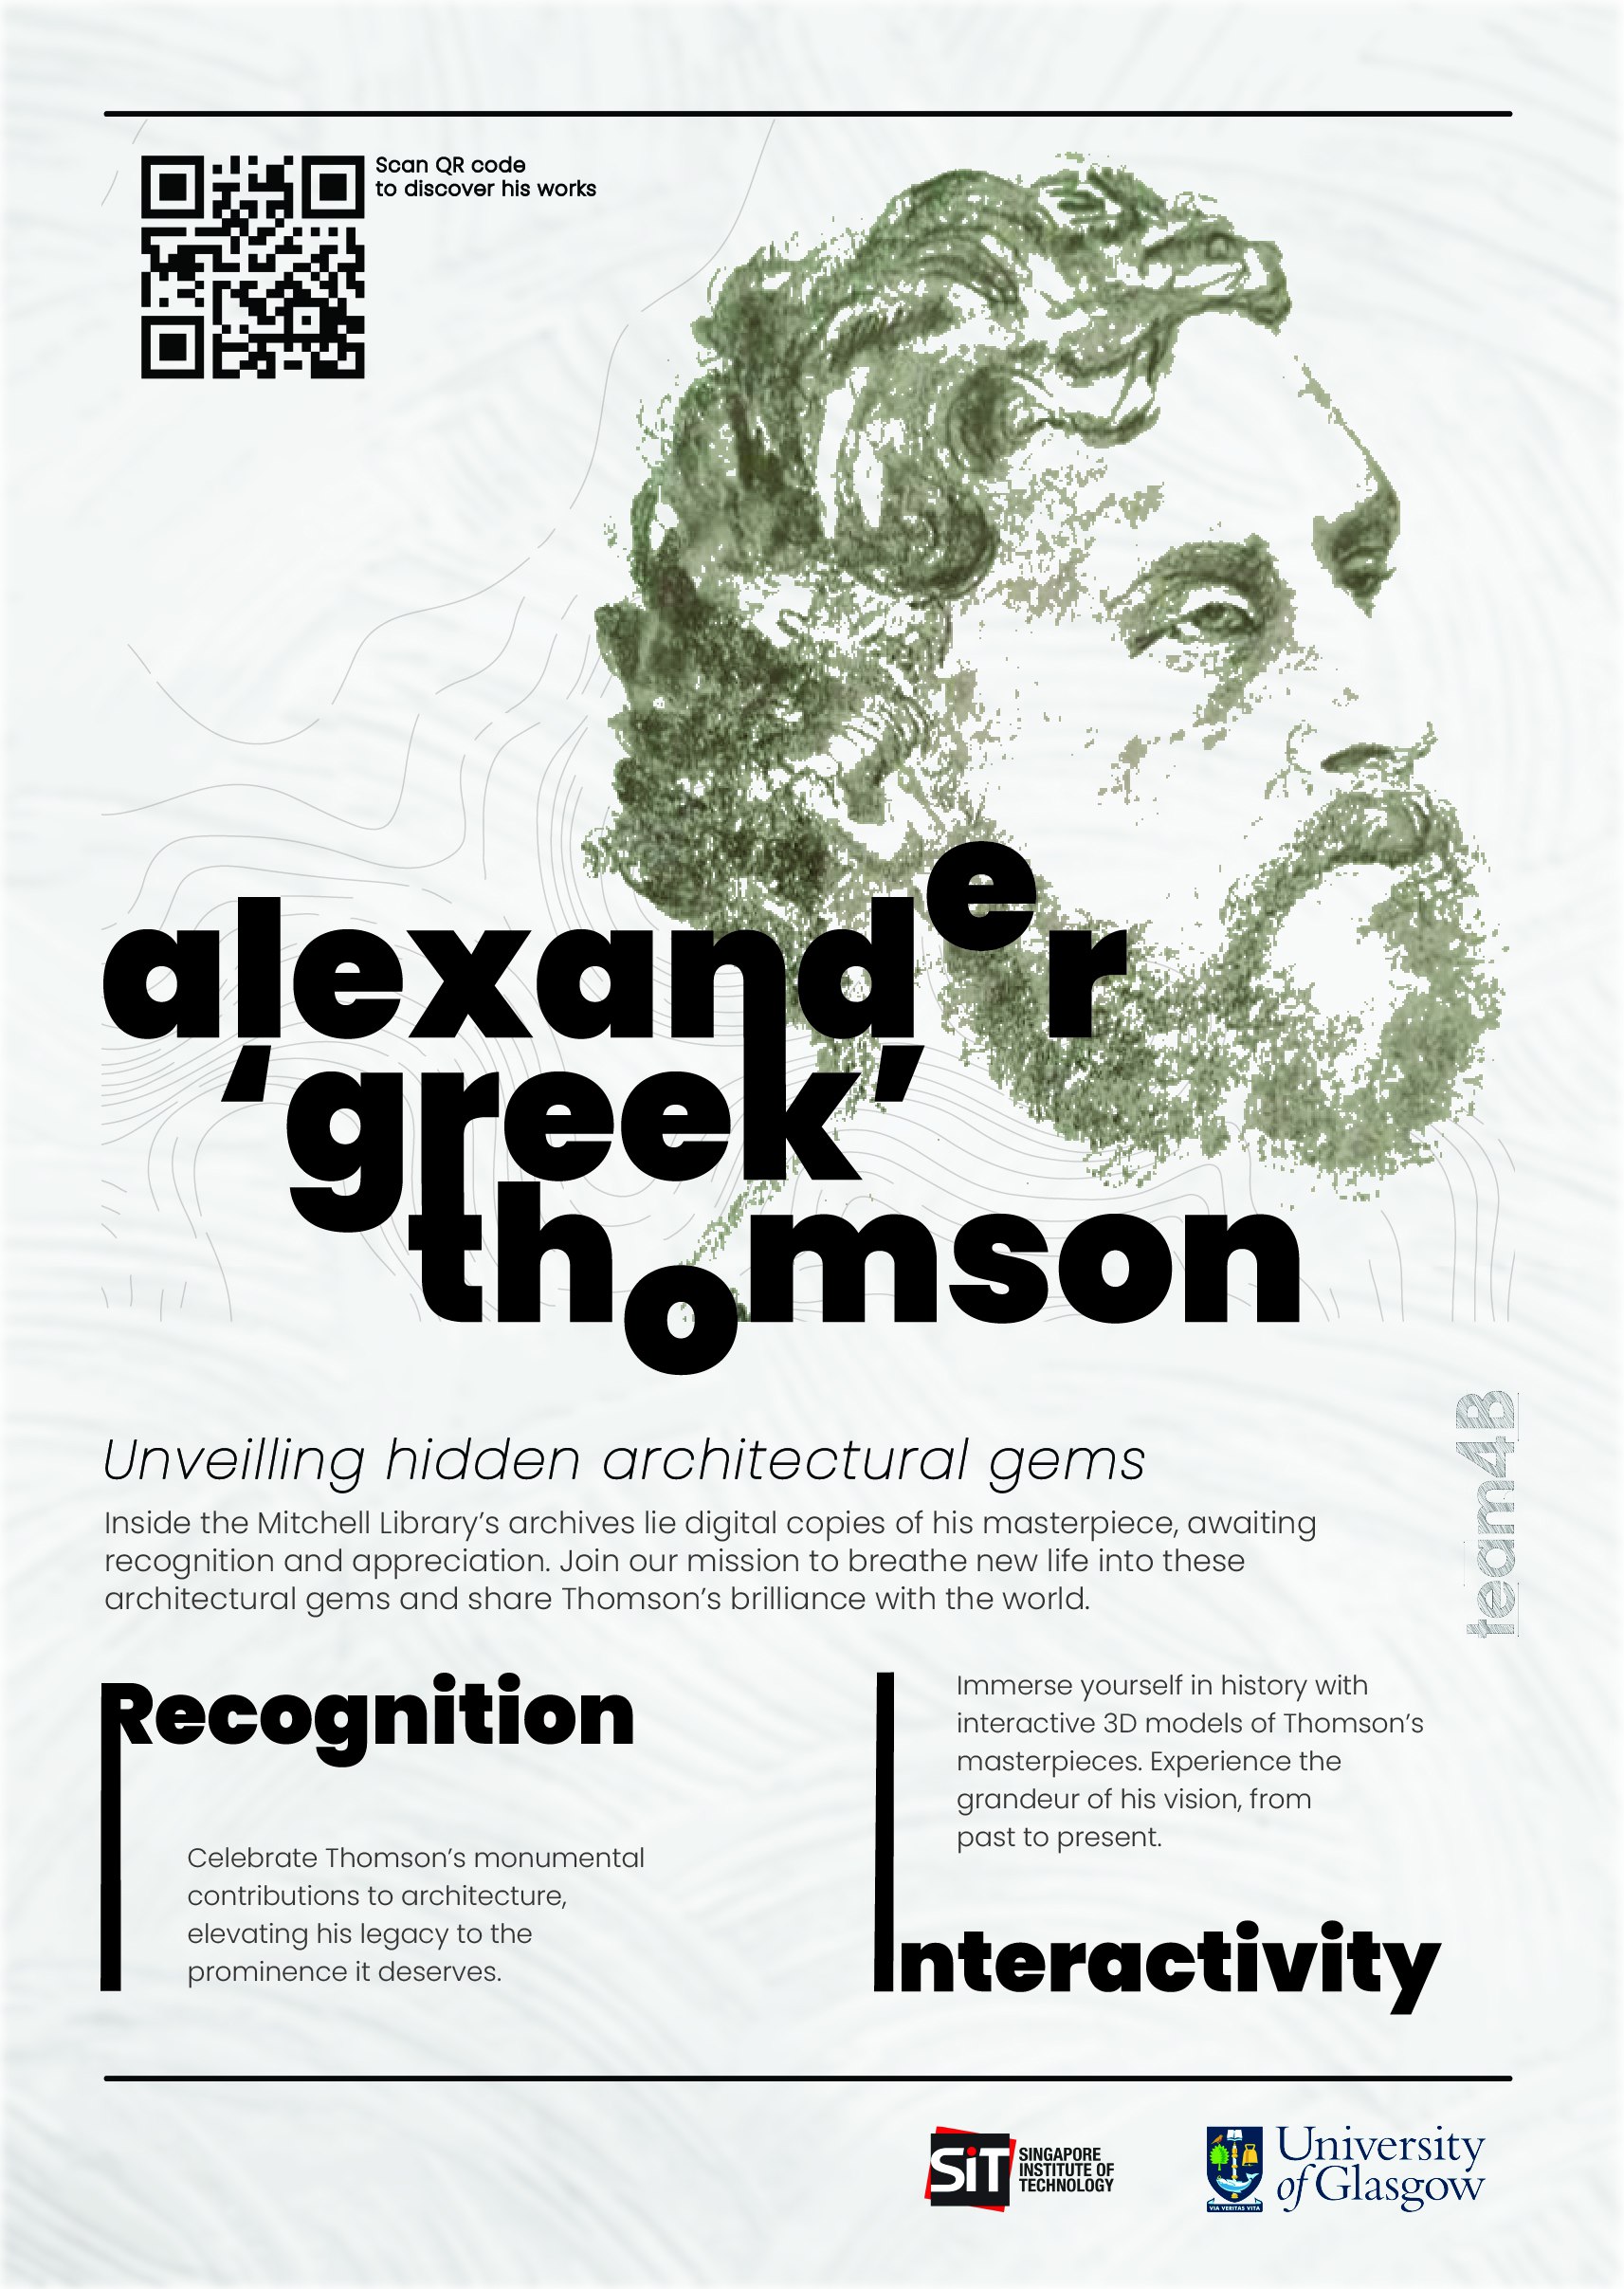 Scan QR code
to discover his works
alexander
‘greek’
thomson
Unveilling hidden architectural gems
Inside the Mitchell Library’s archives lie digital copies of his masterpiece, awaiting
recognition and appreciation. Join our mission to breathe new life into these
architectural gems and share Thomson’s brilliance with the world.
team4B
Recognition
Celebrate Thomson’s monumental
contributions to architecture,
elevating his legacy to the
prominence it deserves.
Immerse yourself in history with
interactive 3D models of Thomson’s
masterpieces. Experience the
grandeur of his vision, from
past to present.
Interactivity
SiT
SINGAPORE
INSTITUTE OF
TECHNOLOGY
University
of Glasgow
VIA VERITAS VITA